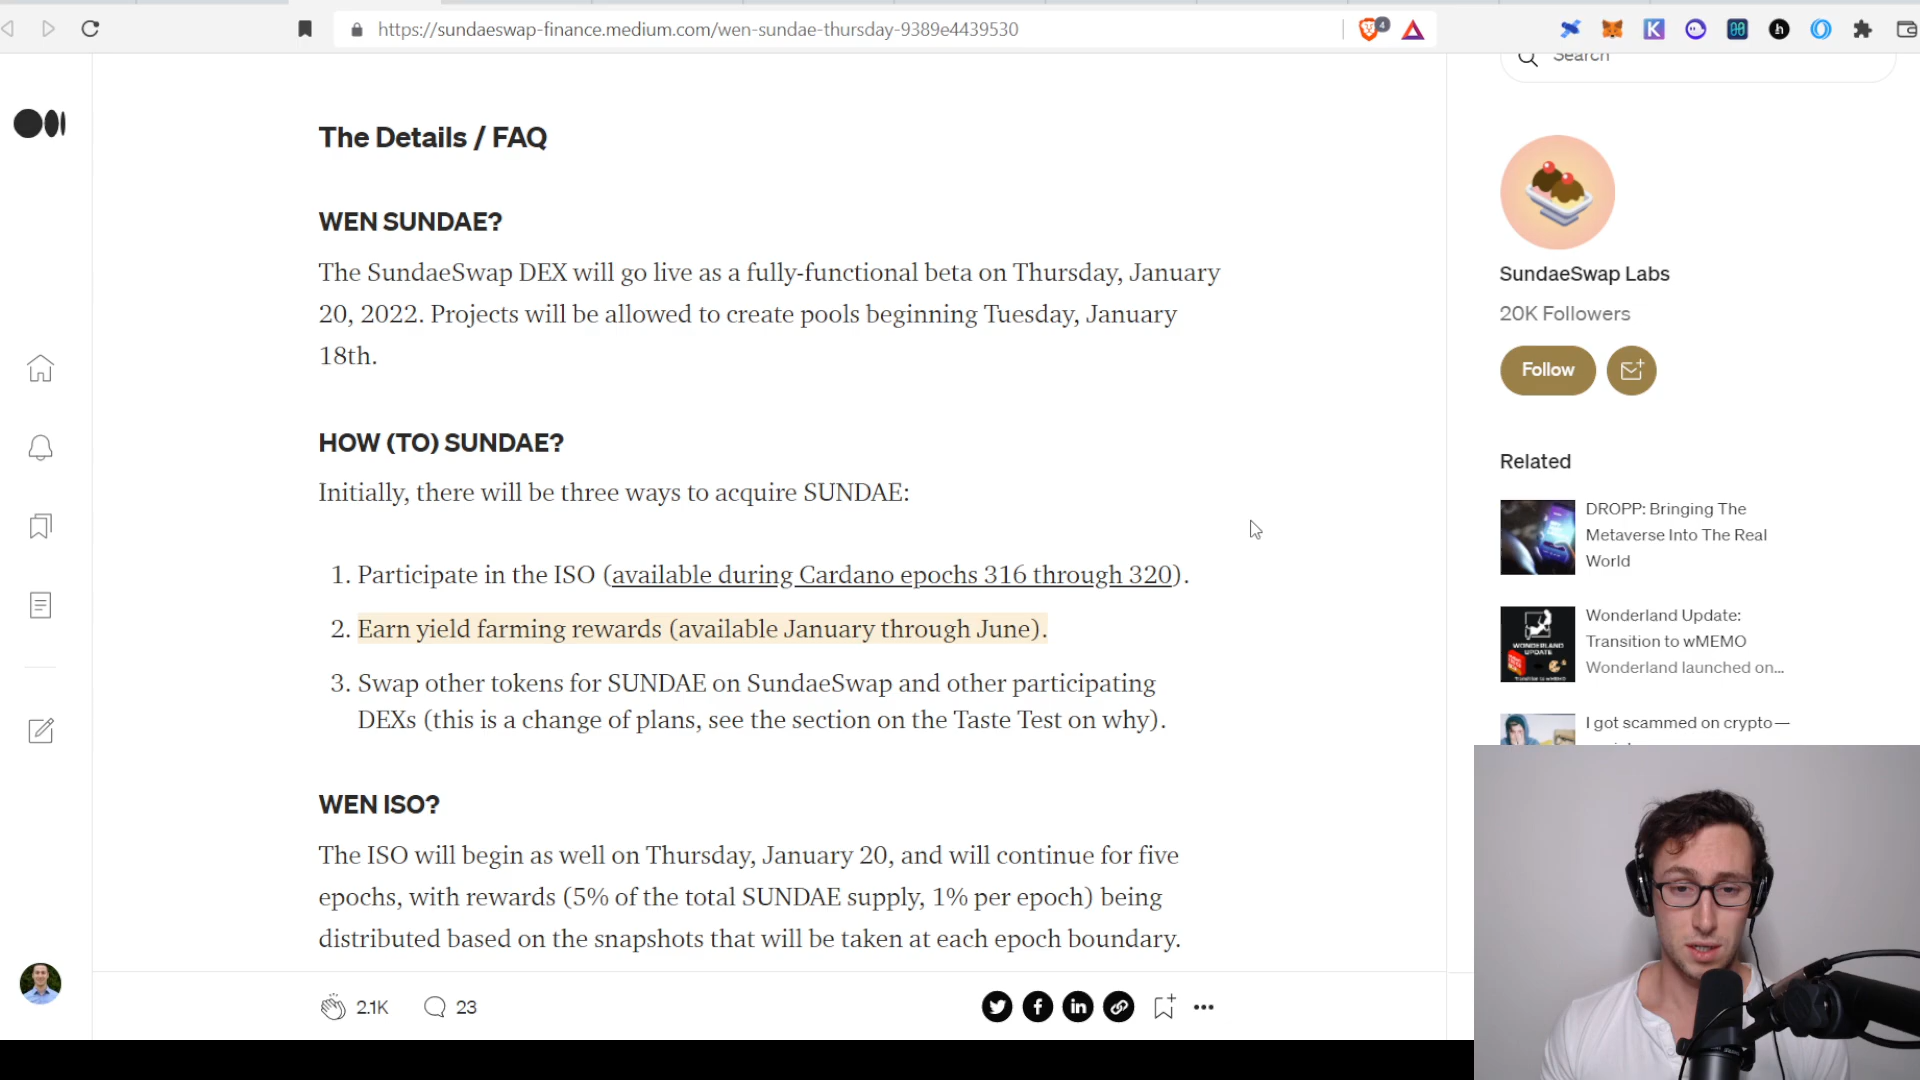 https://sundaeswap-finance.medium.com/wen-sundae-thursday-9389e4439530
4
Search
The Details / FAQ
WEN SUNDAE?
The SundaeSwap DEX will go live as a fully-functional beta on Thursday, January
20, 2022. Projects will be allowed to create pools beginning Tuesday, January
18th.
HOW (TO) SUNDAE?
Initially, there will be three ways to acquire SUNDAE:
1. Participate in the ISO (available during Cardano epochs 316 through 320).
2. Earn yield farming rewards (available January through June).
3. Swap other tokens for SUNDAE on SundaeSwap and other participating
DEXs (this is a change of plans, see the section on the Taste Test on why).
WEN ISO?
The ISO will begin as well on Thursday, January 20, and will continue for five
epochs, with rewards (5% of the total SUNDAE supply, 1% per epoch) being
distributed based on the snapshots that will be taken at each epoch boundary.
2.1K
23
SundaeSwap Labs
20K Followers
Follow
Related
DROPP: Bringing The
Metaverse Into The Real
World
WONDERLAND
UPDATE
Wonderland Update:
Transition to wMEMO
Wonderland launched on...
I got scammed on crypto—